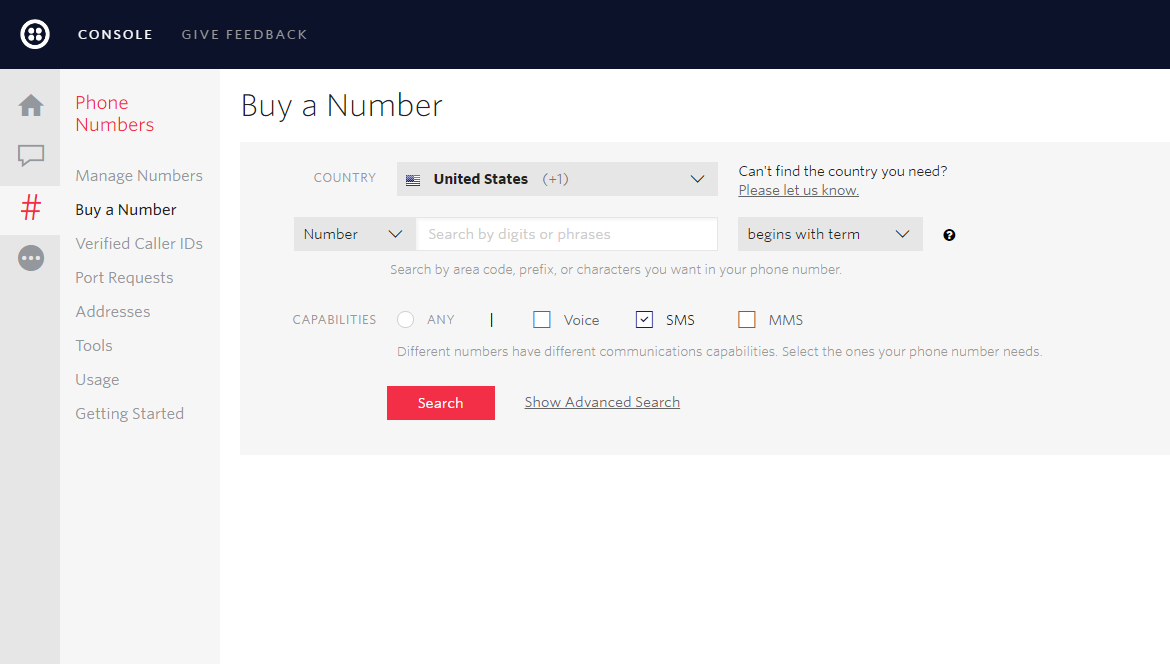 CONSOLE GIVE FEEDBACK
Phone
Numbers
Manage Numbers
Buy a Number
Verified Caller IDs
Port Requests
Addresses
Tools
Usage
Getting Started
Buy a Number
COUNTRY United States (+1) Can't find the country you need?
Please let us know.
Number Search by digits or phrases begins with term ?
Search by area code, prefix, or characters you want in your phone number.
CAPABILITIES ANY | Voice SMS MMS
Different numbers have different communications capabilities. Select the ones your phone number needs.
Search Show Advanced Search